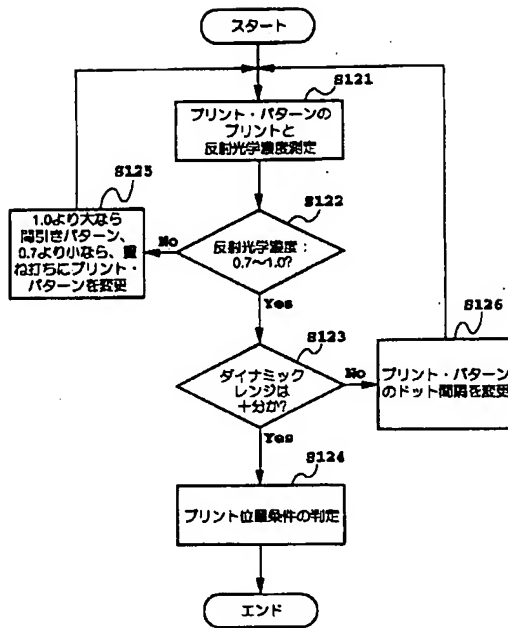 スタート
S121
プリント・パターンの
プリントと
反射光学濃度測定
S125
1.0より大なら
間引きパターン、
0.7より小なら、重
ね打ちにプリント・
パターンを変更
S122
No
反射光学濃度:
0.7〜1.0?
Yes
S123
ダイナミック
レンジは
十分か?
No
S126
プリント・パターン
のドット間隔を変更
Yes
S124
プリント位置条件の判定
エンド